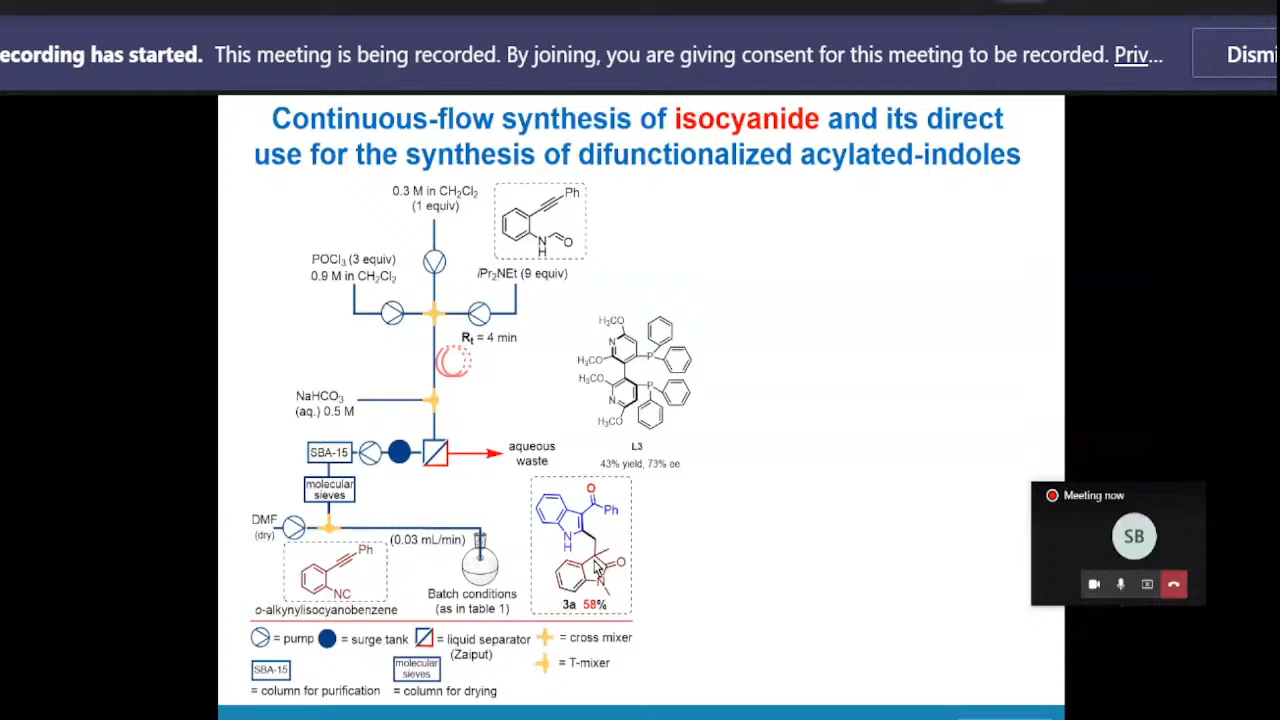 ecording has started. This meeting is being recorded. By joining, you are giving consent for this meeting to be recorded. Priv...
Dismi
Continuous-flow synthesis of isocyanide and its direct
use for the synthesis of difunctionalized acylated-indoles
0.3 M in CH₂Cl₂
(1 equiv)
Ph
N
H
O
POCl₃ (3 equiv)
0.9 M in CH₂Cl₂
iPr₂NEt (9 equiv)
Rt = 4 min
H₃CO
N
H₃CO
P
H₃CO
P
N
H₃CO
L3
43% yield, 73% ee
NaHCO₃
(aq.) 0.5 M
SBA-15
aqueous
waste
molecular
sieves
DMF
(dry)
(0.03 mL/min)
Ph
NC
o-alkynylisocyanobenzene
Batch conditions
(as in table 1)
O
Ph
N
H
O
N
3a 58%
= pump
= surge tank
= liquid separator
(Zaiput)
= cross mixer
= T-mixer
SBA-15
= column for purification
molecular
sieves
= column for drying
Meeting now
SB